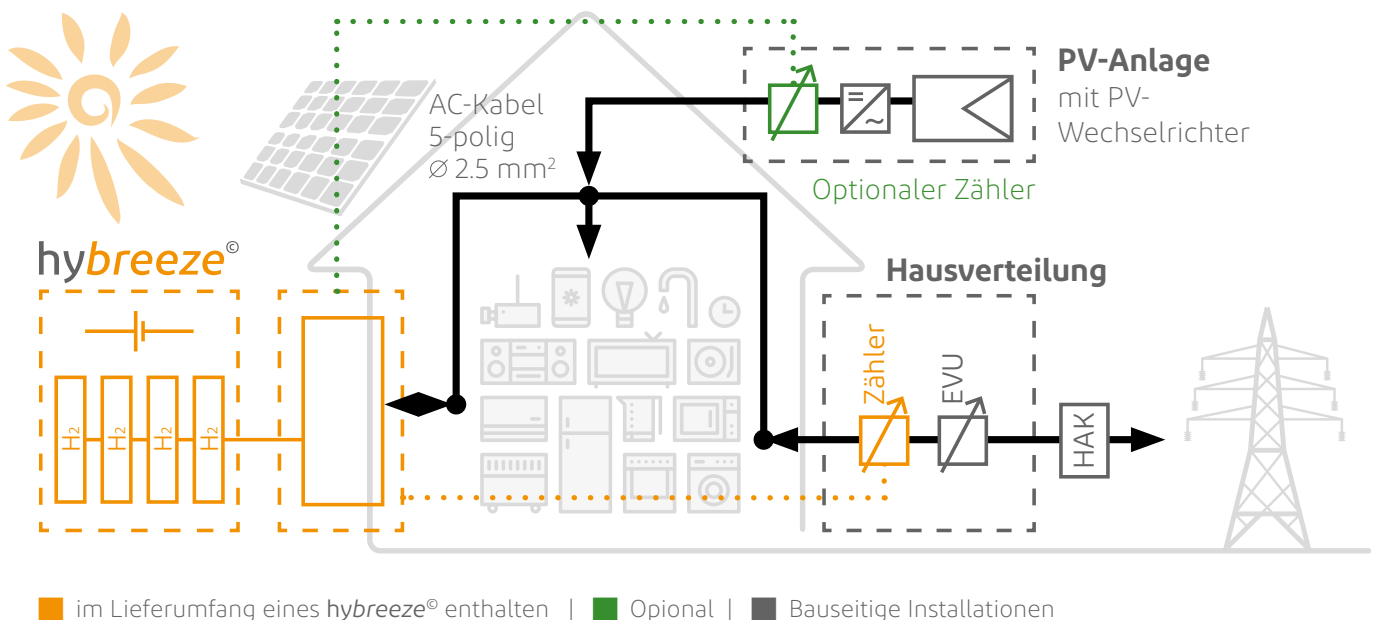 AC-Kabel
5-polig
∅ 2.5 mm²
PV-Anlage
mit PV-
Wechselrichter
Optionaler Zähler
hybreeze©
Hausverteilung
Zähler
EVU
HAK
H₂
H₂
H₂
H₂
im Lieferumfang eines hybreeze© enthalten | Opional | Bauseitige Installationen